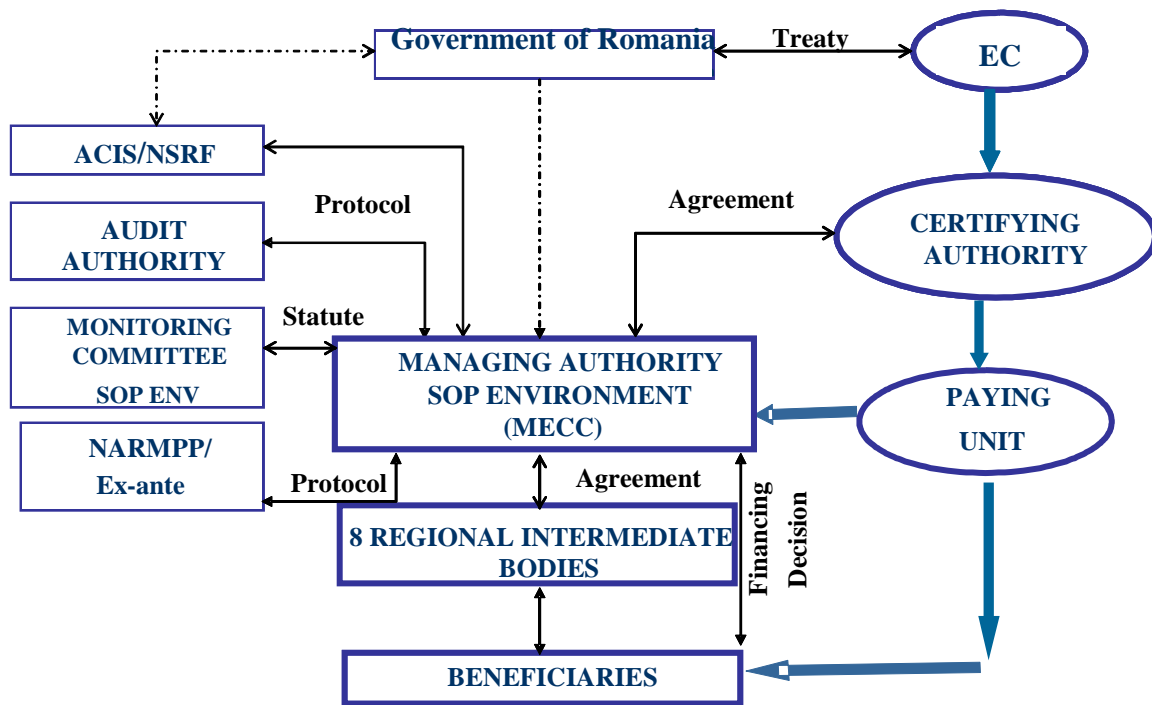 Government of Romania
Treaty
EC
ACIS/NSRF
Protocol
Agreement
AUDIT
AUTHORITY
CERTIFYING
AUTHORITY
MONITORING
COMMITTEE
SOP ENV
Statute
MANAGING AUTHORITY
SOP ENVIRONMENT
(MECC)
PAYING
UNIT
NARMPP/
Ex-ante
Protocol
Agreement
Financing
Decision
8 REGIONAL INTERMEDIATE
BODIES
BENEFICIARIES